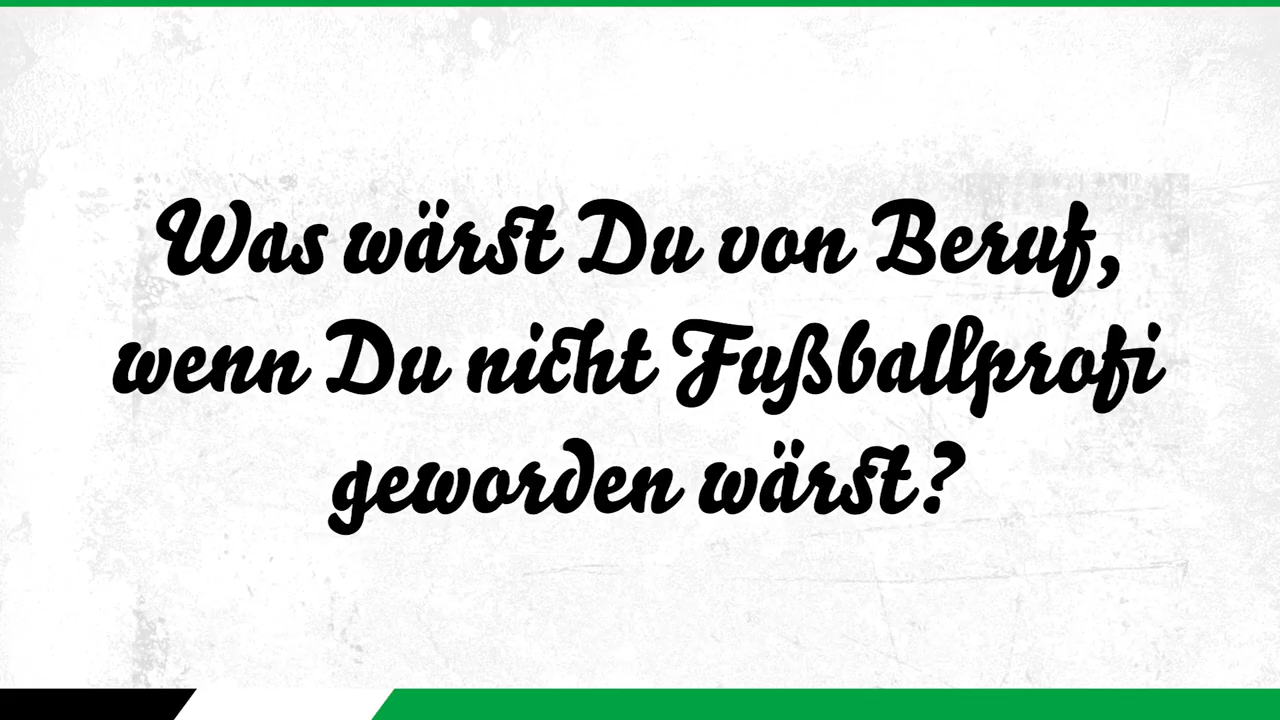 Was wärst Du von Beruf,
wenn Du nicht Fußballprofi
geworden wärst?